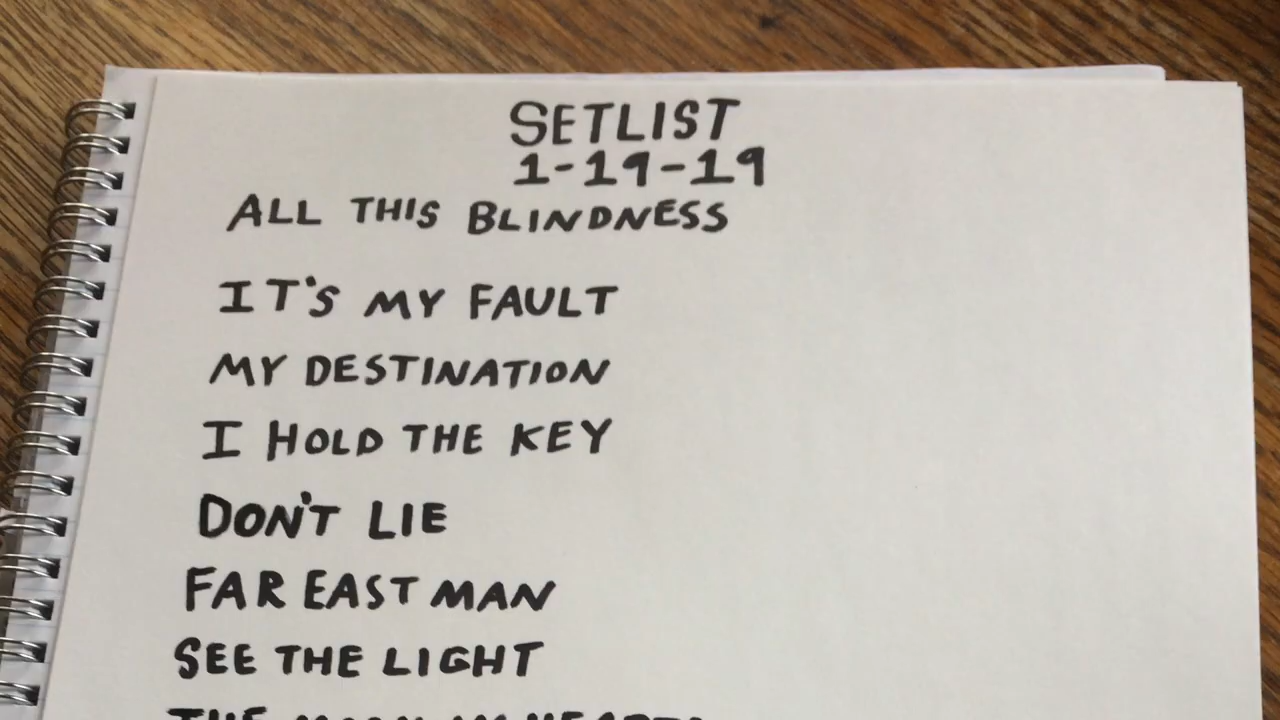 SETLIST
1-19-19
ALL THIS BLINDNESS
IT'S MY FAULT
MY DESTINATION
I HOLD THE KEY
DON'T LIE
FAR EAST MAN
SEE THE LIGHT
THE